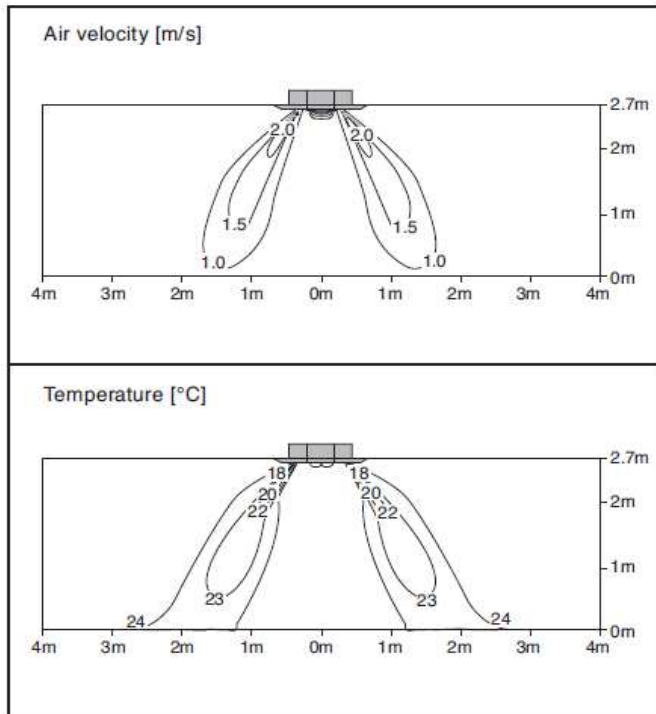 Air velocity [m/s]
2.7m
2.0 2.0
2m
1m
1.5 1.5
1.0 1.0
0m
4m 3m 2m 1m 0m 1m 2m 3m 4m
Temperature [°C]
2.7m
18 18
20 20
2m
22 22
1m
23 23
24 24
0m
4m 3m 2m 1m 0m 1m 2m 3m 4m